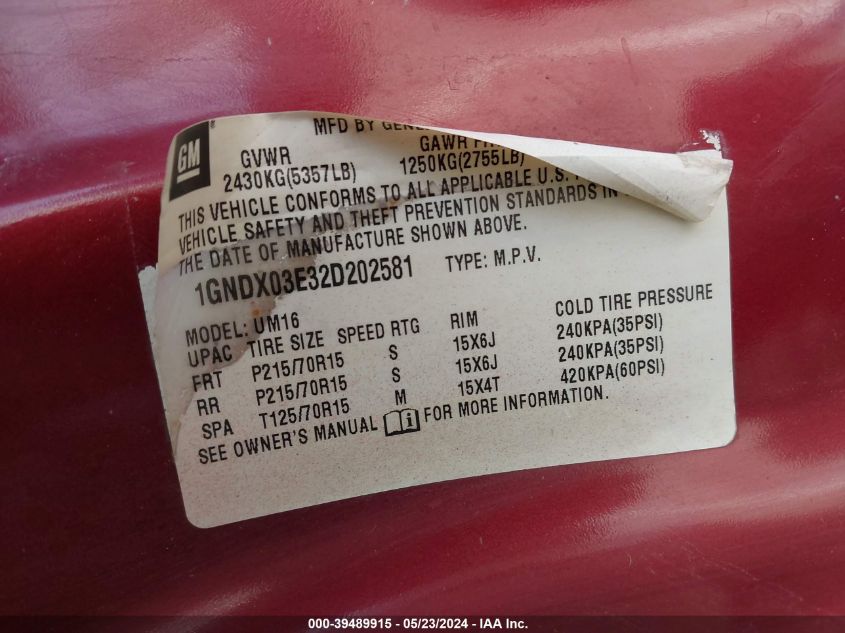 GM
MFD BY
GVWR GAWR
2430KG(5357LB) 1250KG(2755LB)
THIS VEHICLE CONFORMS TO ALL APPLICABLE U.S.
VEHICLE SAFETY AND THEFT PREVENTION STANDARDS IN
THE DATE OF MANUFACTURE SHOWN ABOVE.
1GNDX03E32D202581 TYPE: M.P.V.
MODEL: UM16
UPAC TIRE SIZE SPEED RTG RIM COLD TIRE PRESSURE
FRT P215/70R15 S 15X6J 240KPA(35PSI)
RR P215/70R15 S 15X6J 240KPA(35PSI)
SPA T125/70R15 M 15X4T 420KPA(60PSI)
SEE OWNER'S MANUAL FOR MORE INFORMATION.
000-39489915 - 05/23/2024 - IAA Inc.